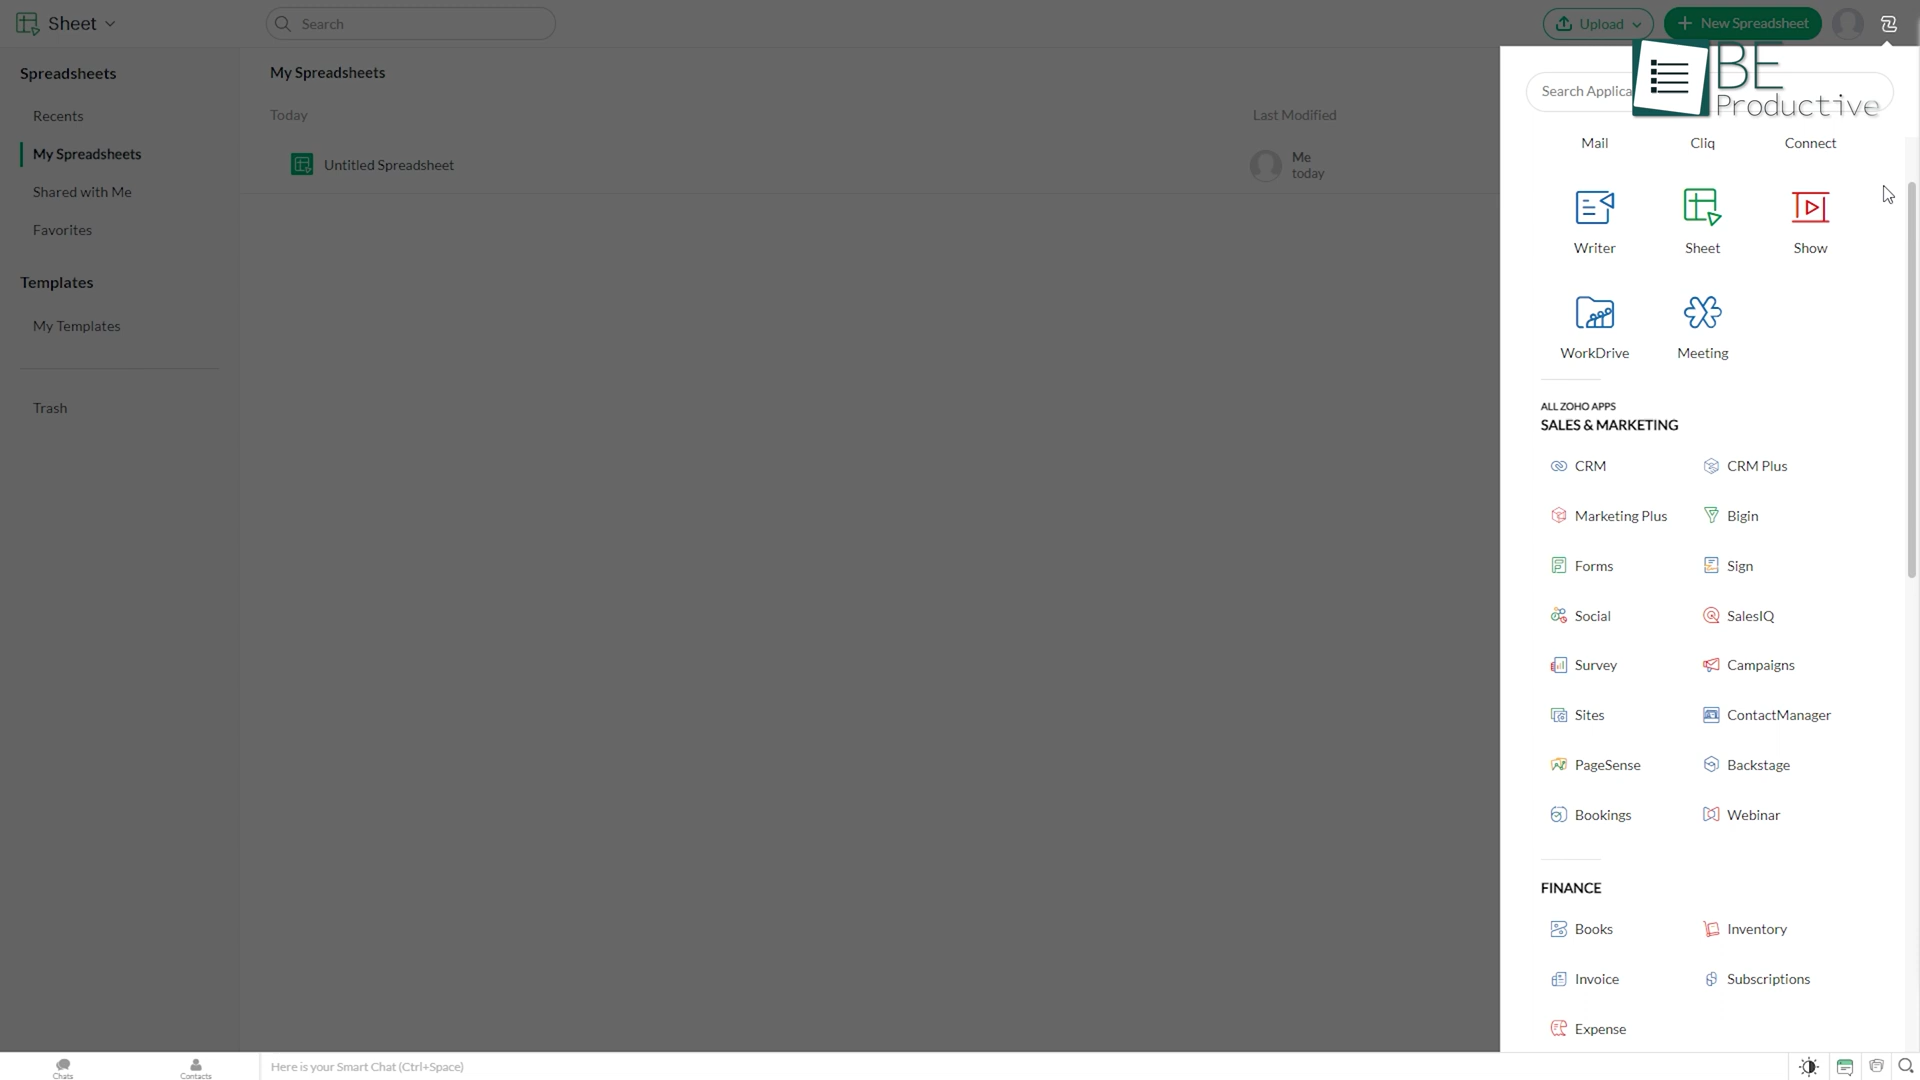 Sheet
Search
Upload
New Spreadsheet
BE
Productive
Spreadsheets
Recents
My Spreadsheets
Shared with Me
Favorites
Templates
My Templates
Trash
My Spreadsheets
Today
Last Modified
Untitled Spreadsheet
Me
today
Search Applica
Mail
Cliq
Connect
Writer
Sheet
Show
WorkDrive
Meeting
ALL ZOHO APPS
SALES & MARKETING
CRM
CRM Plus
Marketing Plus
Bigin
Forms
Sign
Social
SalesIQ
Survey
Campaigns
Sites
ContactManager
PageSense
Backstage
Bookings
Webinar
FINANCE
Books
Inventory
Invoice
Subscriptions
Expense
Chats
Contacts
Here is your Smart Chat (Ctrl+Space)